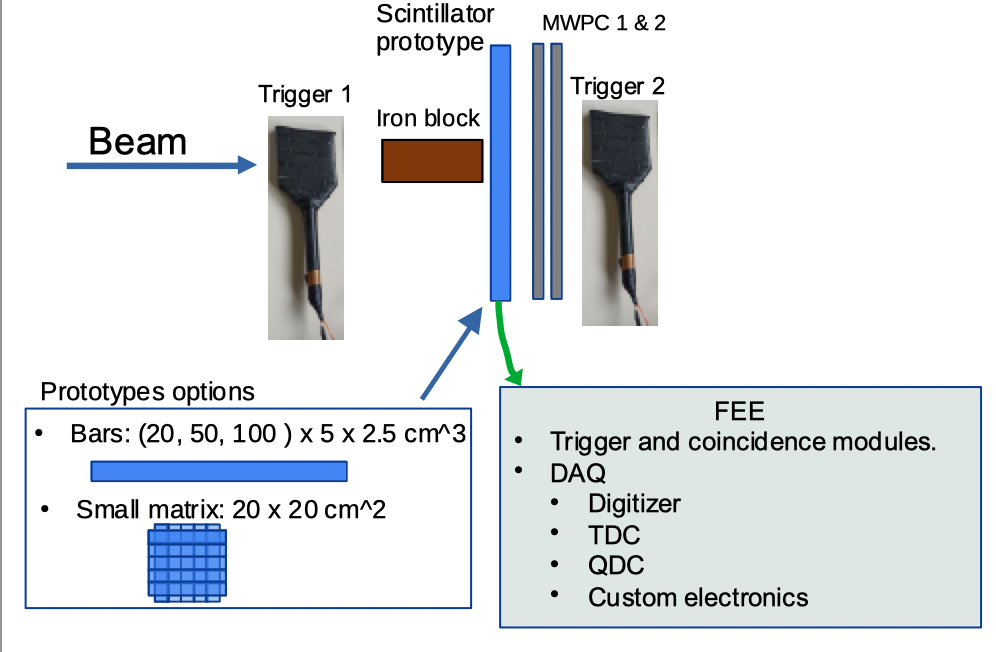 Scintillator
prototype
MWPC 1 & 2
Trigger 1
Trigger 2
Iron block
Beam
Prototypes options
• Bars: (20, 50, 100 ) x 5 x 2.5 cm^3
• Small matrix: 20 x 20 cm^2
FEE
• Trigger and coincidence modules.
• DAQ
• Digitizer
• TDC
• QDC
• Custom electronics